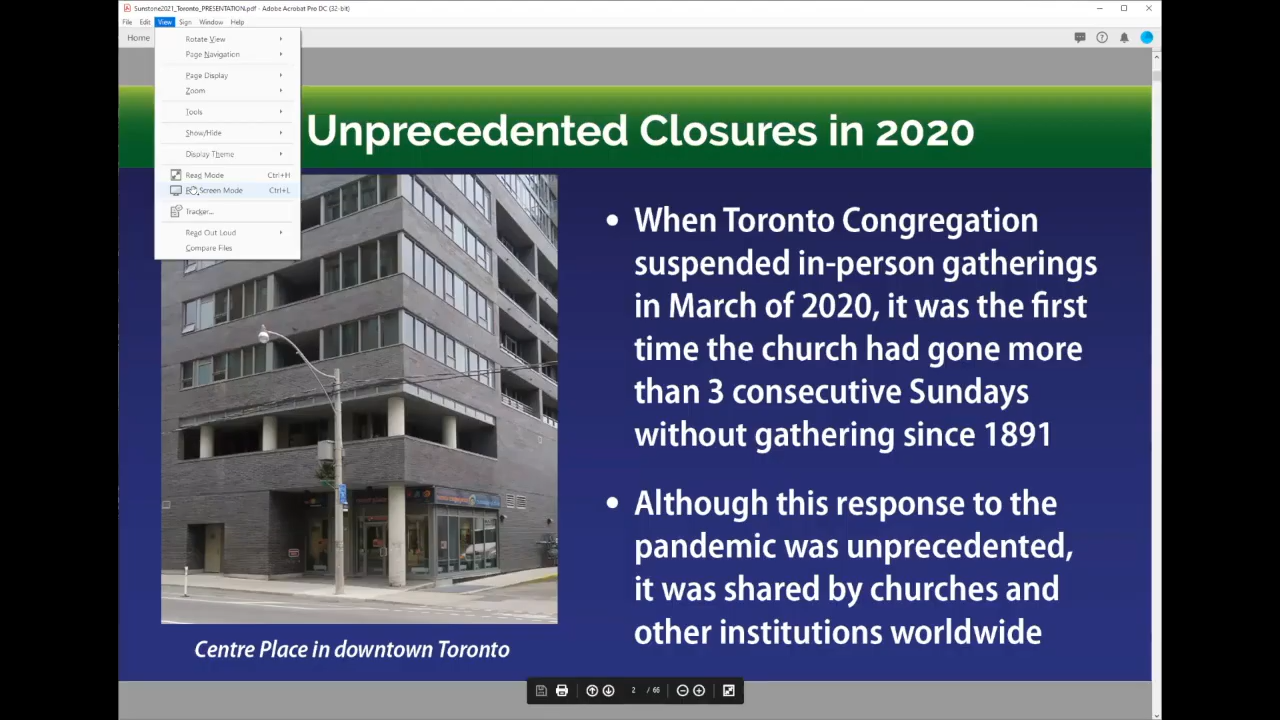 Sunstone2021_Toronto_PRESENTATION.pdf - Adobe Acrobat Pro DC (32-bit)
File Edit View Sign Window Help
Home
Rotate View
Page Navigation
Page Display
Zoom
Tools
Show/Hide
Display Theme
Read Mode Ctrl+H
Screen Mode Ctrl+L
Tracker...
Read Out Loud
Compare Files
Unprecedented Closures in 2020
• When Toronto Congregation
suspended in-person gatherings
in March of 2020, it was the first
time the church had gone more
than 3 consecutive Sundays
without gathering since 1891
• Although this response to the
pandemic was unprecedented,
it was shared by churches and
other institutions worldwide
Centre Place in downtown Toronto
2 / 66